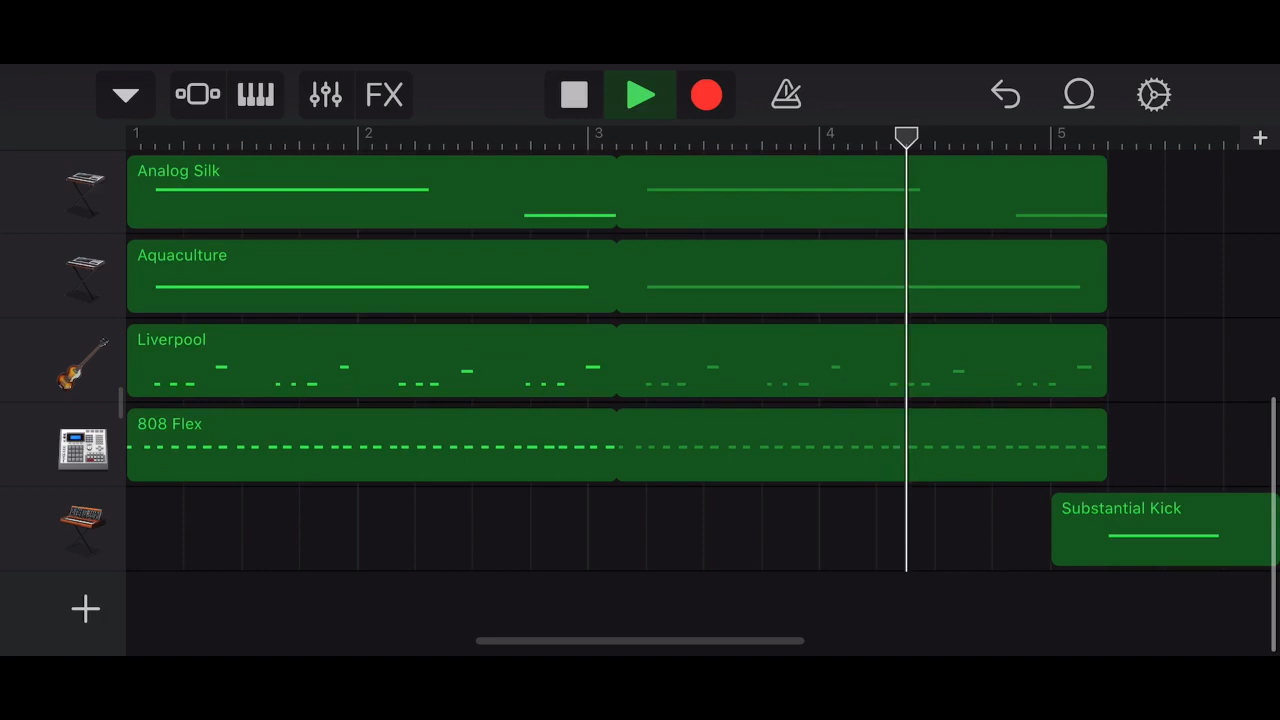 FX
1 2 3 4 5
Analog Silk
Aquaculture
Liverpool
808 Flex
Substantial Kick